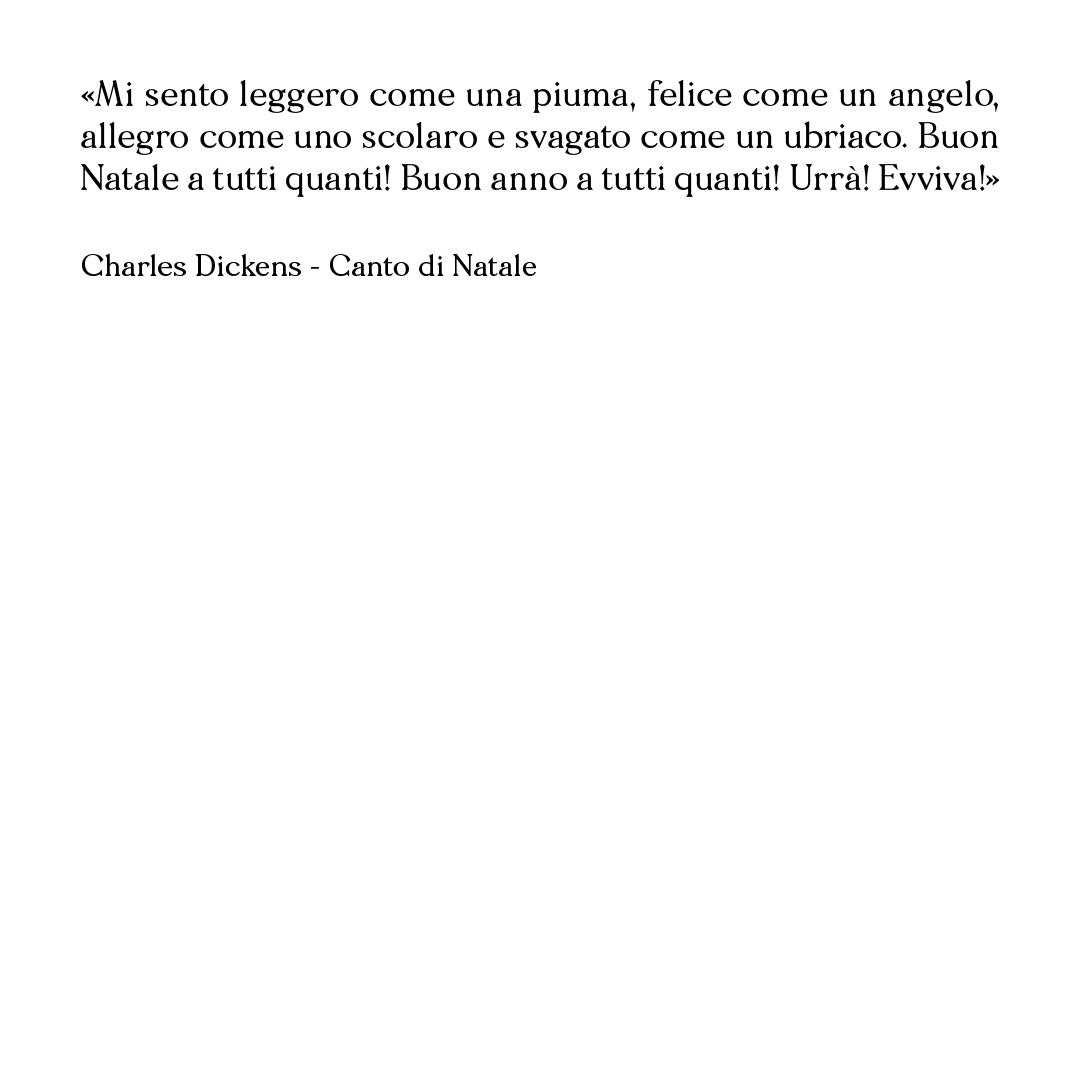 «Mi sento leggero come una piuma, felice come un angelo,
allegro come uno scolaro e svagato come un ubriaco. Buon
Natale a tutti quanti! Buon anno a tutti quanti! Urrà! Evviva!»
Charles Dickens - Canto di Natale